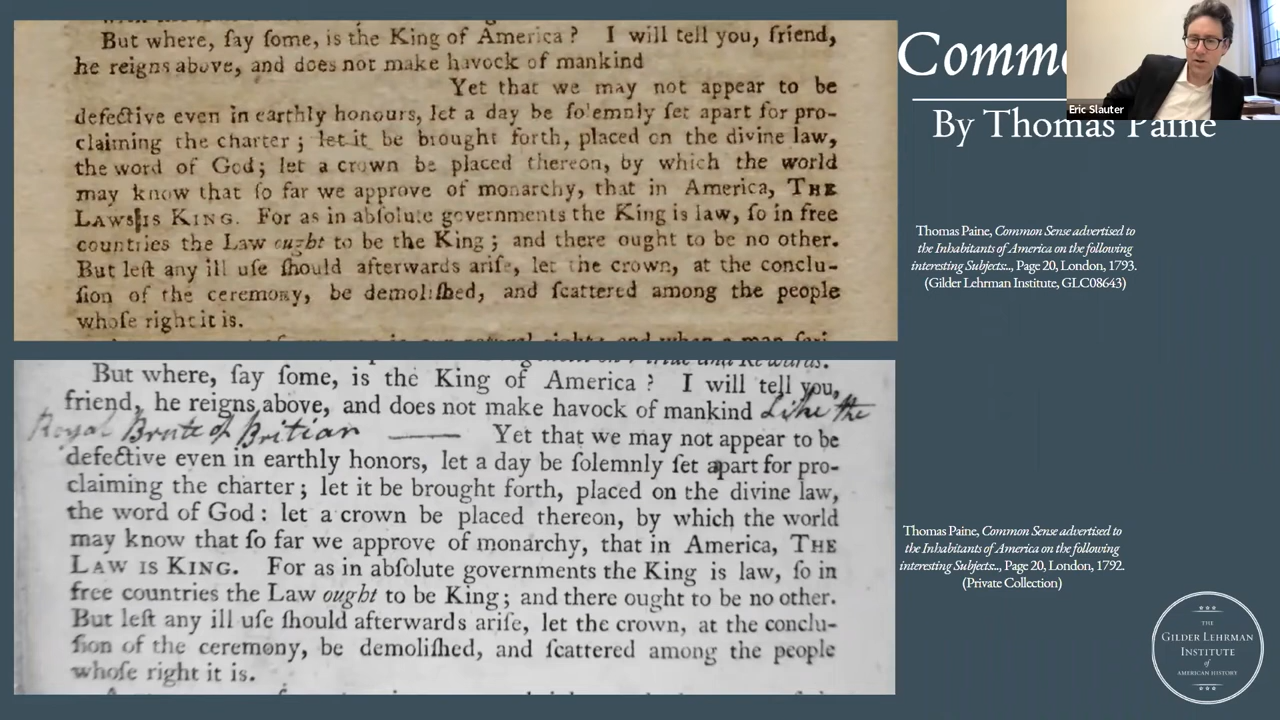 But where, ſay ſome, is the King of America? I will tell you, friend,
he reigns above, and does not make havock of mankind
Yet that we may not appear to be
defective even in earthly honours, let a day be ſolemnly ſet apart for pro-
claiming the charter; let it be brought forth, placed on the divine law,
the word of God; let a crown be placed thereon, by which the world
may know that ſo far we approve of monarchy, that in America, THE
LAWS IS KING. For as in abſolute governments the King is law, ſo in free
countries the Law ought to be the King; and there ought to be no other.
But leſt any ill uſe ſhould afterwards ariſe, let the crown, at the conclu-
ſion of the ceremony, be demoliſhed, and ſcattered among the people
whoſe right it is.
But where, ſay ſome, is the King of America? I will tell you,
friend, he reigns above, and does not make havock of mankind Like the
Royal Brute of Britian —— Yet that we may not appear to be
defective even in earthly honors, let a day be ſolemnly ſet apart for pro-
claiming the charter; let it be brought forth, placed on the divine law,
the word of God: let a crown be placed thereon, by which the world
may know that ſo far we approve of monarchy, that in America, THE
LAW IS KING. For as in abſolute governments the King is law, ſo in
free countries the Law ought to be King; and there ought to be no other.
But leſt any ill uſe ſhould afterwards ariſe, let the crown, at the conclu-
ſion of the ceremony, be demoliſhed, and ſcattered among the people
whoſe right it is.
Comm
Eric Slauter
By Thomas Paine
Thomas Paine, Common Sense advertised to
the Inhabitants of America on the following
interesting Subjects..., Page 20, London, 1793.
(Gilder Lehrman Institute, GLC08643)
Thomas Paine, Common Sense advertised to
the Inhabitants of America on the following
interesting Subjects..., Page 20, London, 1792.
(Private Collection)
THE
GILDER LEHRMAN
INSTITUTE
of
AMERICAN HISTORY